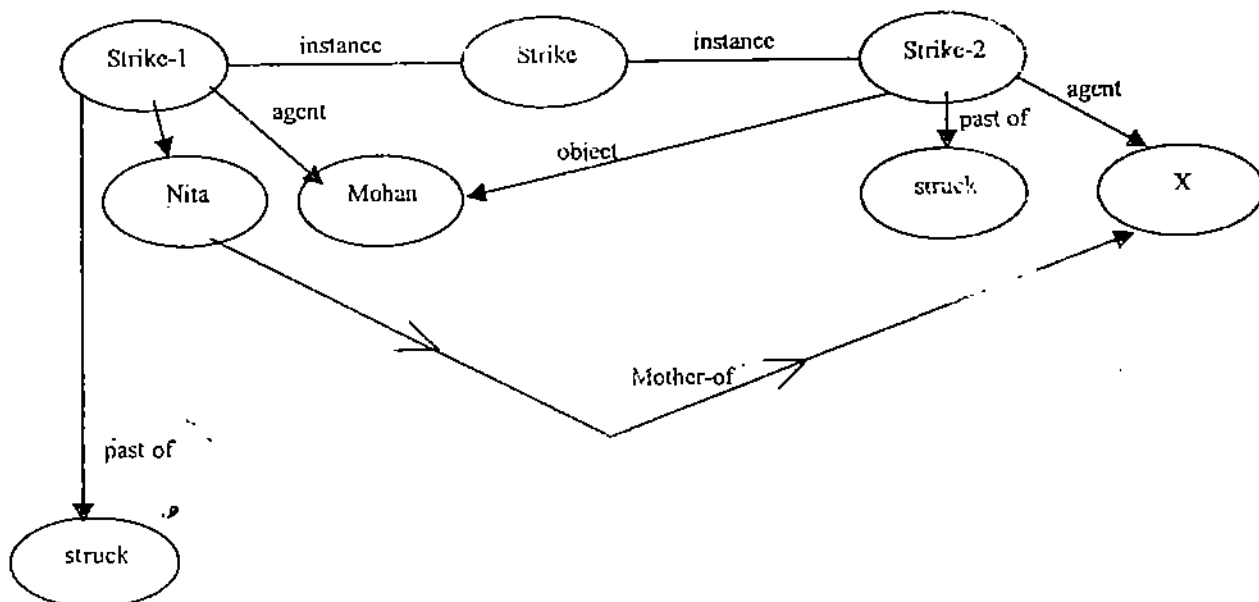 Strike-1
instance
Strike
instance
Strike-2
agent
past of
agent
object
Nita
Mohan
struck
X
Mother-of
past of
struck